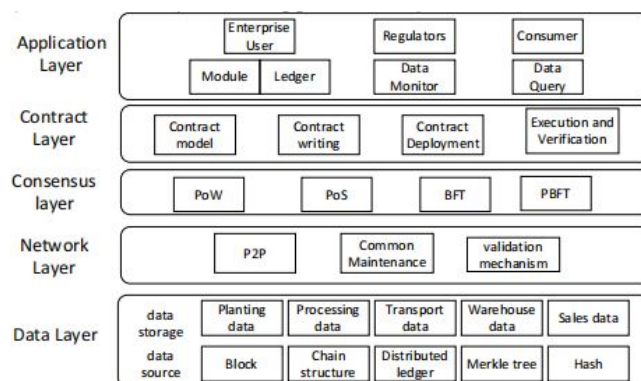 Application
Layer
Enterprise
User
Regulators
Consumer
Module
Ledger
Data
Monitor
Data
Query
Contract
Layer
Contract
model
Contract
writing
Contract
Deployment
Execution and
Verification
Consensus
layer
PoW
PoS
BFT
PBFT
Network
Layer
P2P
Common
Maintenance
validation
mechanism
Data Layer
data
storage
Planting
data
Processing
data
Transport
data
Warehouse
data
Sales data
data
source
Block
Chain
structure
Distributed
ledger
Merkle tree
Hash